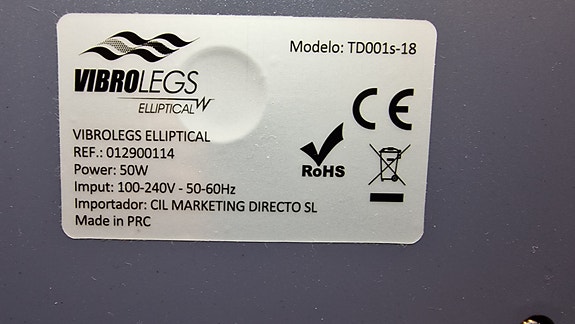 Modelo: TD001s-18
VIBROLEGS
ELLIPTICAL W
VIBROLEGS ELLIPTICAL
REF.: 012900114
Power: 50W
Imput: 100-240V - 50-60Hz
Importador: CIL MARKETING DIRECTO SL
Made in PRC
CE
RoHS